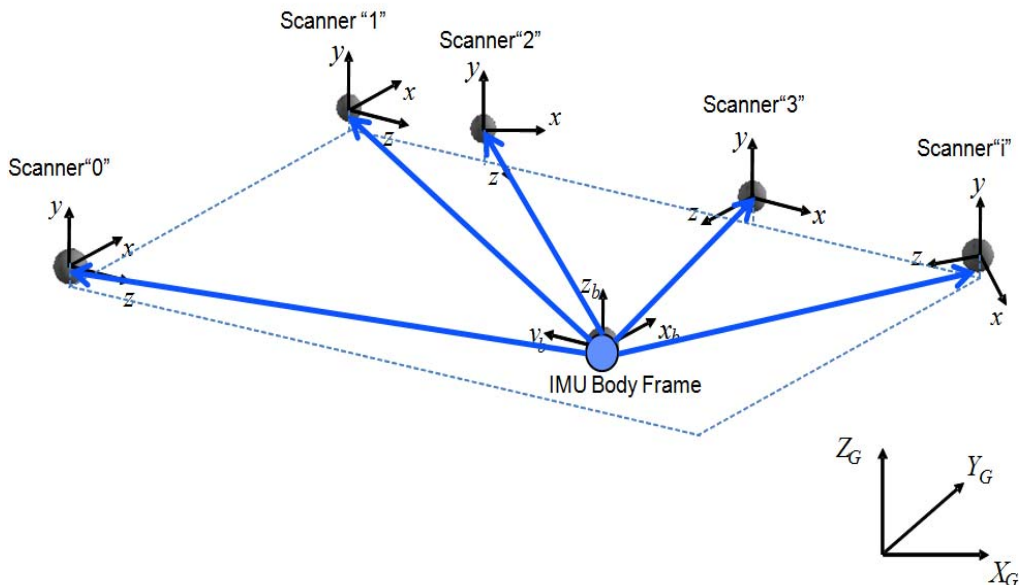 Scanner “1”
Scanner“2”
Scanner“3”
Scanner“i”
Scanner“0”
y
x
z
y
x
z
y
x
z
y
x
z
y
x
z
z_b
y_b
x_b
IMU Body Frame
Z_G
Y_G
X_G